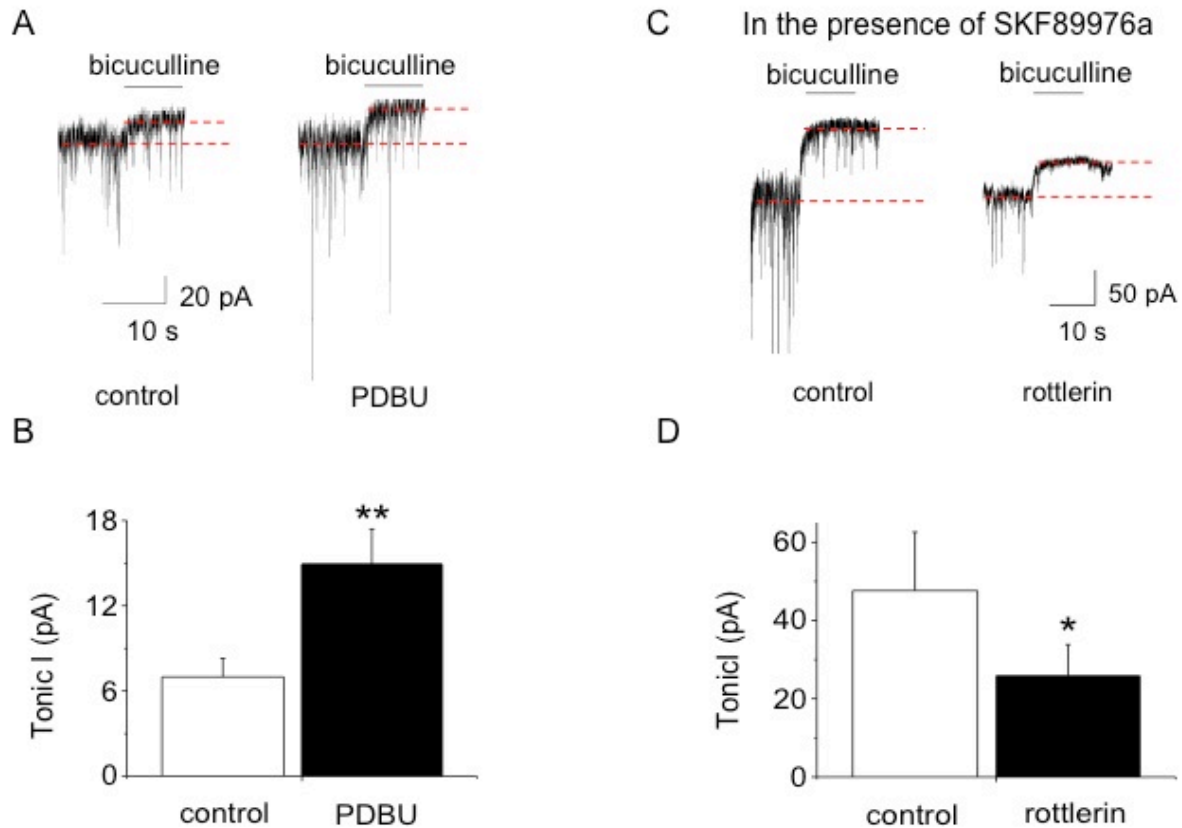 A
bicuculline
bicuculline
20 pA
10 s
control
PDBU
B
18
12
6
0
Tonic I (pA)
**
control
PDBU
C
In the presence of SKF89976a
bicuculline
bicuculline
50 pA
10 s
control
rottlerin
D
60
40
20
0
TonicI (pA)
*
control
rottlerin